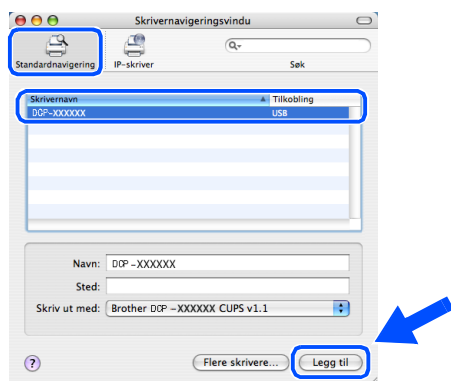 Skrivernavigeringsvindu
Standardnavigering IP-skriver Søk
Skrivernavn Tilkobling
DCP-XXXXXX USB
Navn: DCP-XXXXXX
Sted:
Skriv ut med: Brother DCP-XXXXXX CUPS v1.1
? Flere skrivere... Legg til